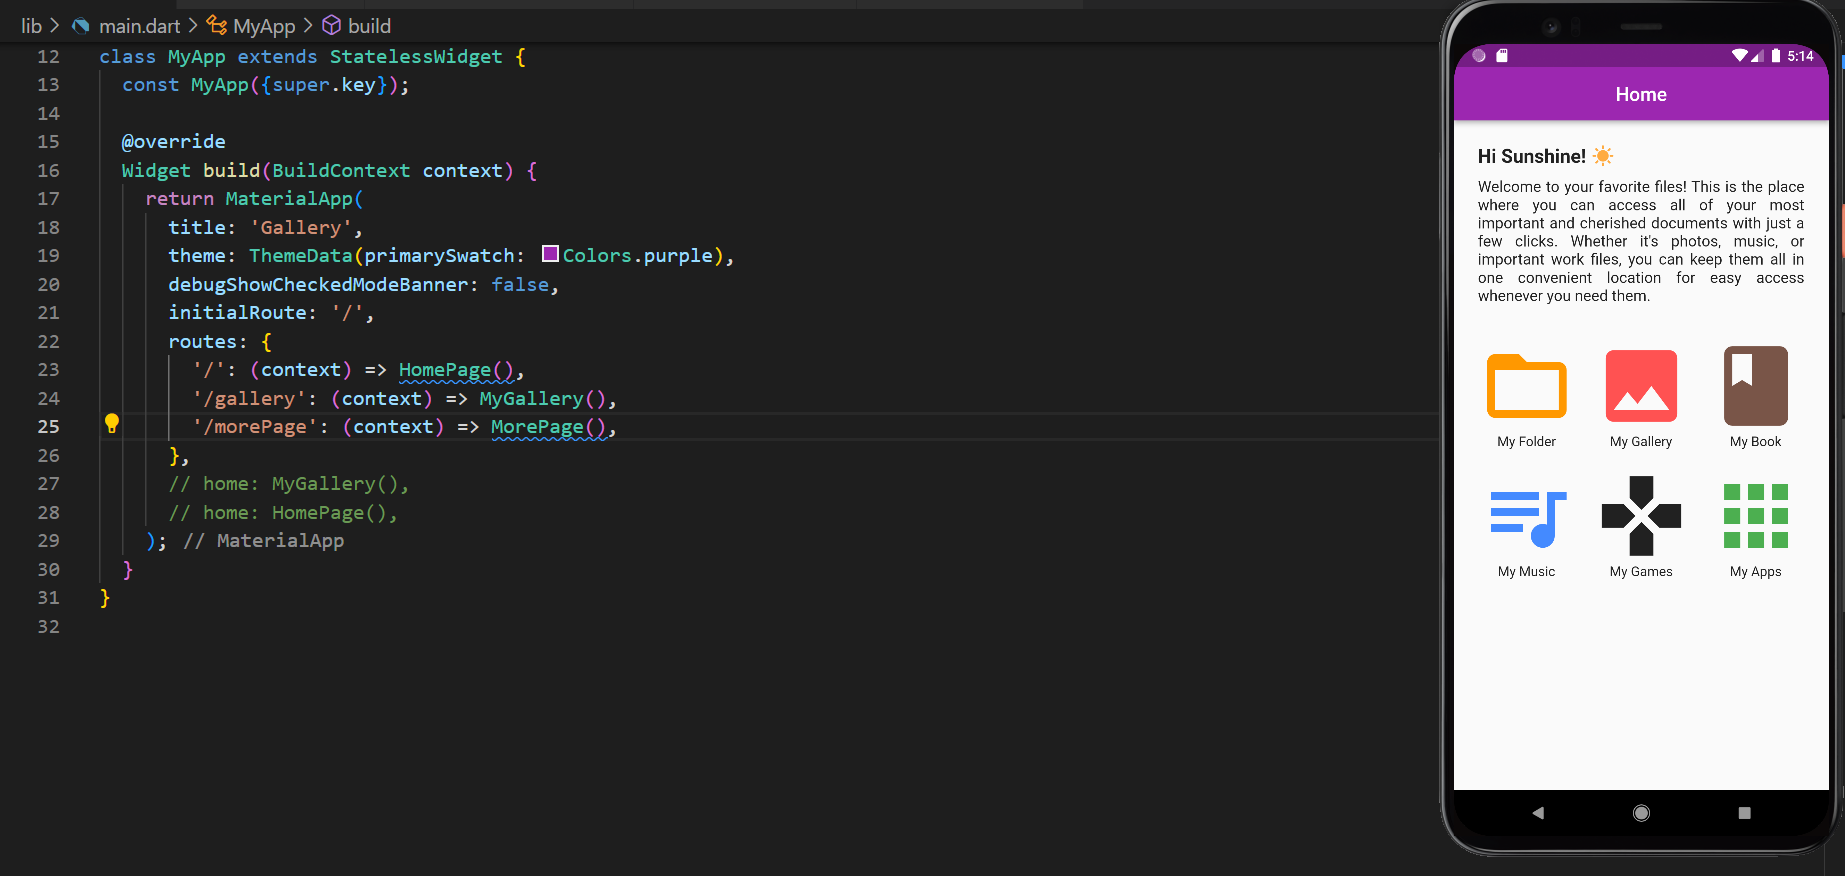 lib > main.dart > MyApp > build
12 class MyApp extends StatelessWidget {
13 const MyApp({super.key});
14
15 @override
16 Widget build(BuildContext context) {
17 return MaterialApp(
18 title: 'Gallery',
19 theme: ThemeData(primarySwatch: Colors.purple),
20 debugShowCheckedModeBanner: false,
21 initialRoute: '/',
22 routes: {
23 '/': (context) => HomePage(),
24 '/gallery': (context) => MyGallery(),
25 '/morePage': (context) => MorePage(),
26 },
27 // home: MyGallery(),
28 // home: HomePage(),
29 ); // MaterialApp
30 }
31 }
32
5:14
Home
Hi Sunshine! ☀️
Welcome to your favorite files! This is the place
where you can access all of your most
important and cherished documents with just a
few clicks. Whether it's photos, music, or
important work files, you can keep them all in
one convenient location for easy access
whenever you need them.
My Folder My Gallery My Book
My Music My Games My Apps